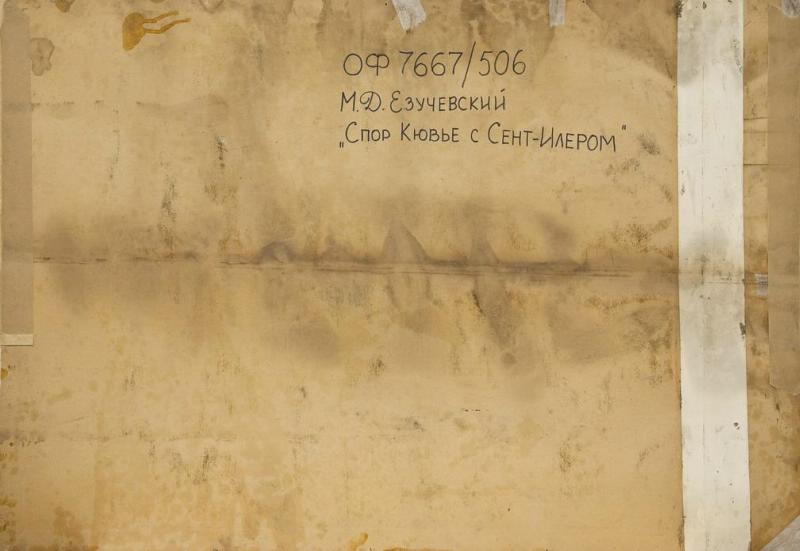 ОФ 7667/506
М.Д. Езучевский
„Спор Кювье с Сент-Илером"